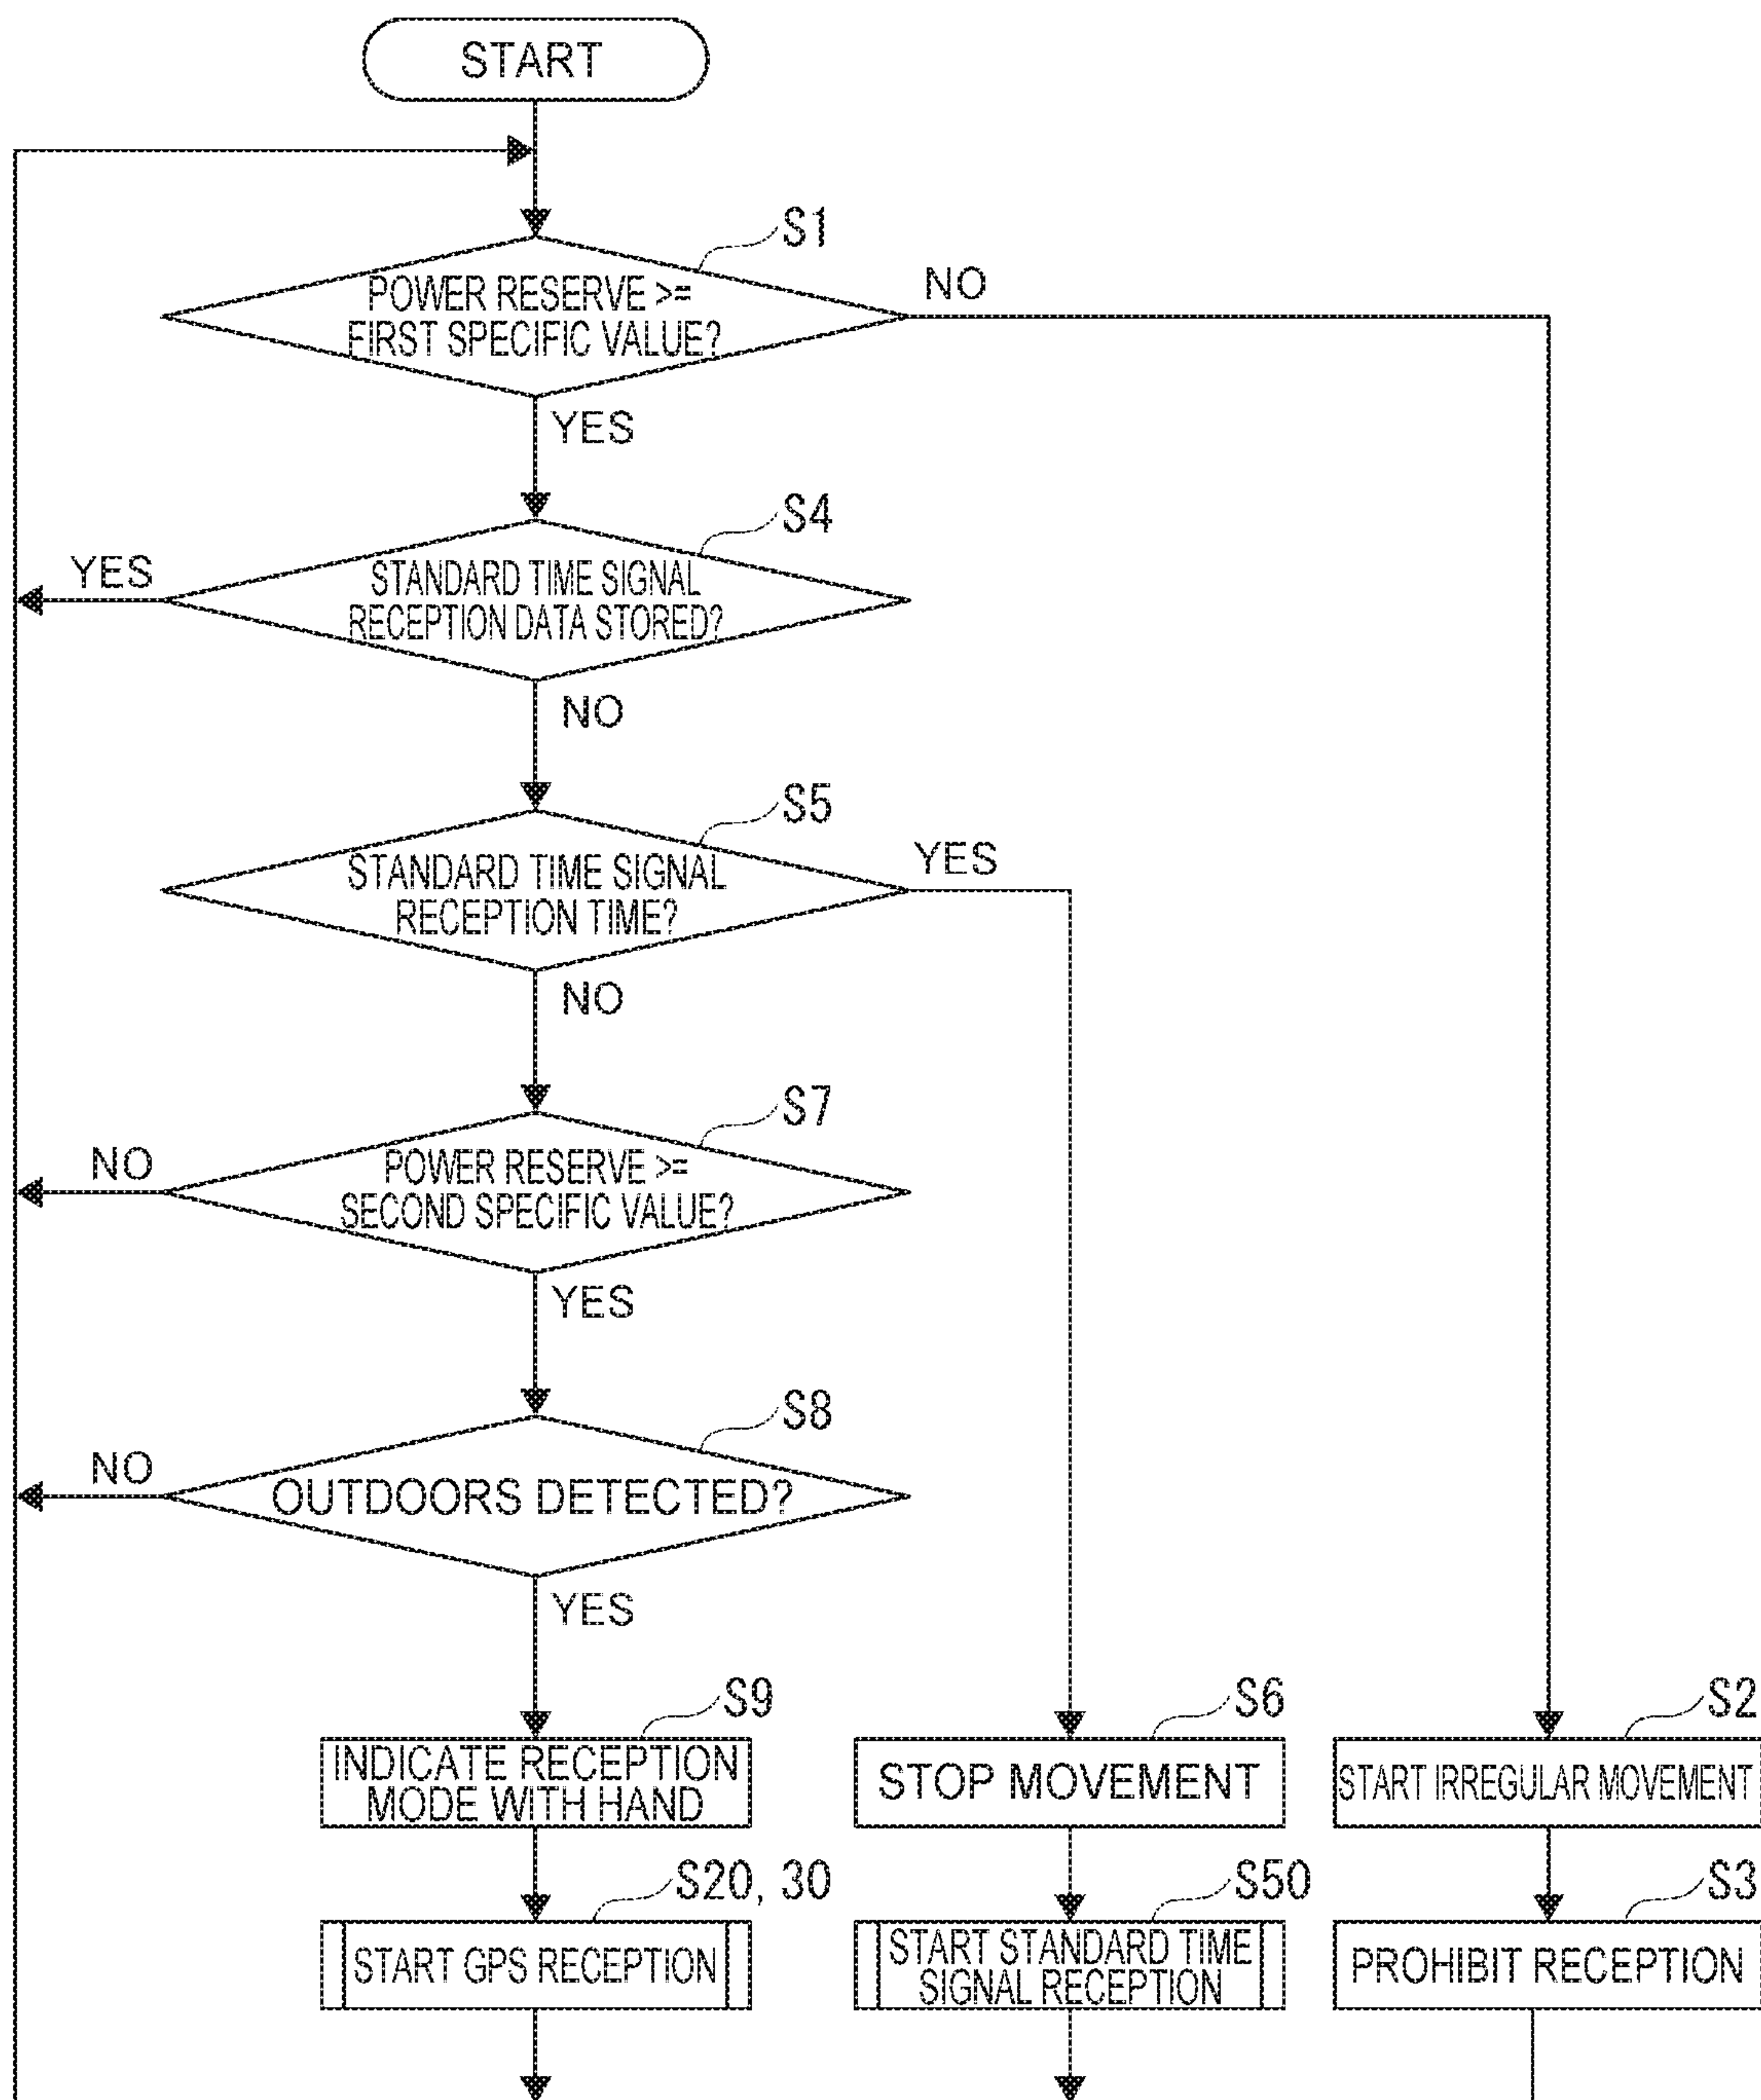 START
S1
POWER RESERVE >=
FIRST SPECIFIC VALUE?
NO
YES
S4
YES
STANDARD TIME SIGNAL
RECEPTION DATA STORED?
NO
S5
YES
STANDARD TIME SIGNAL
RECEPTION TIME?
NO
S7
NO
POWER RESERVE >=
SECOND SPECIFIC VALUE?
YES
S8
NO
OUTDOORS DETECTED?
YES
S9
INDICATE RECEPTION
MODE WITH HAND
S6
STOP MOVEMENT
S2
START IRREGULAR MOVEMENT
S20, 30
START GPS RECEPTION
S50
START STANDARD TIME
SIGNAL RECEPTION
S3
PROHIBIT RECEPTION